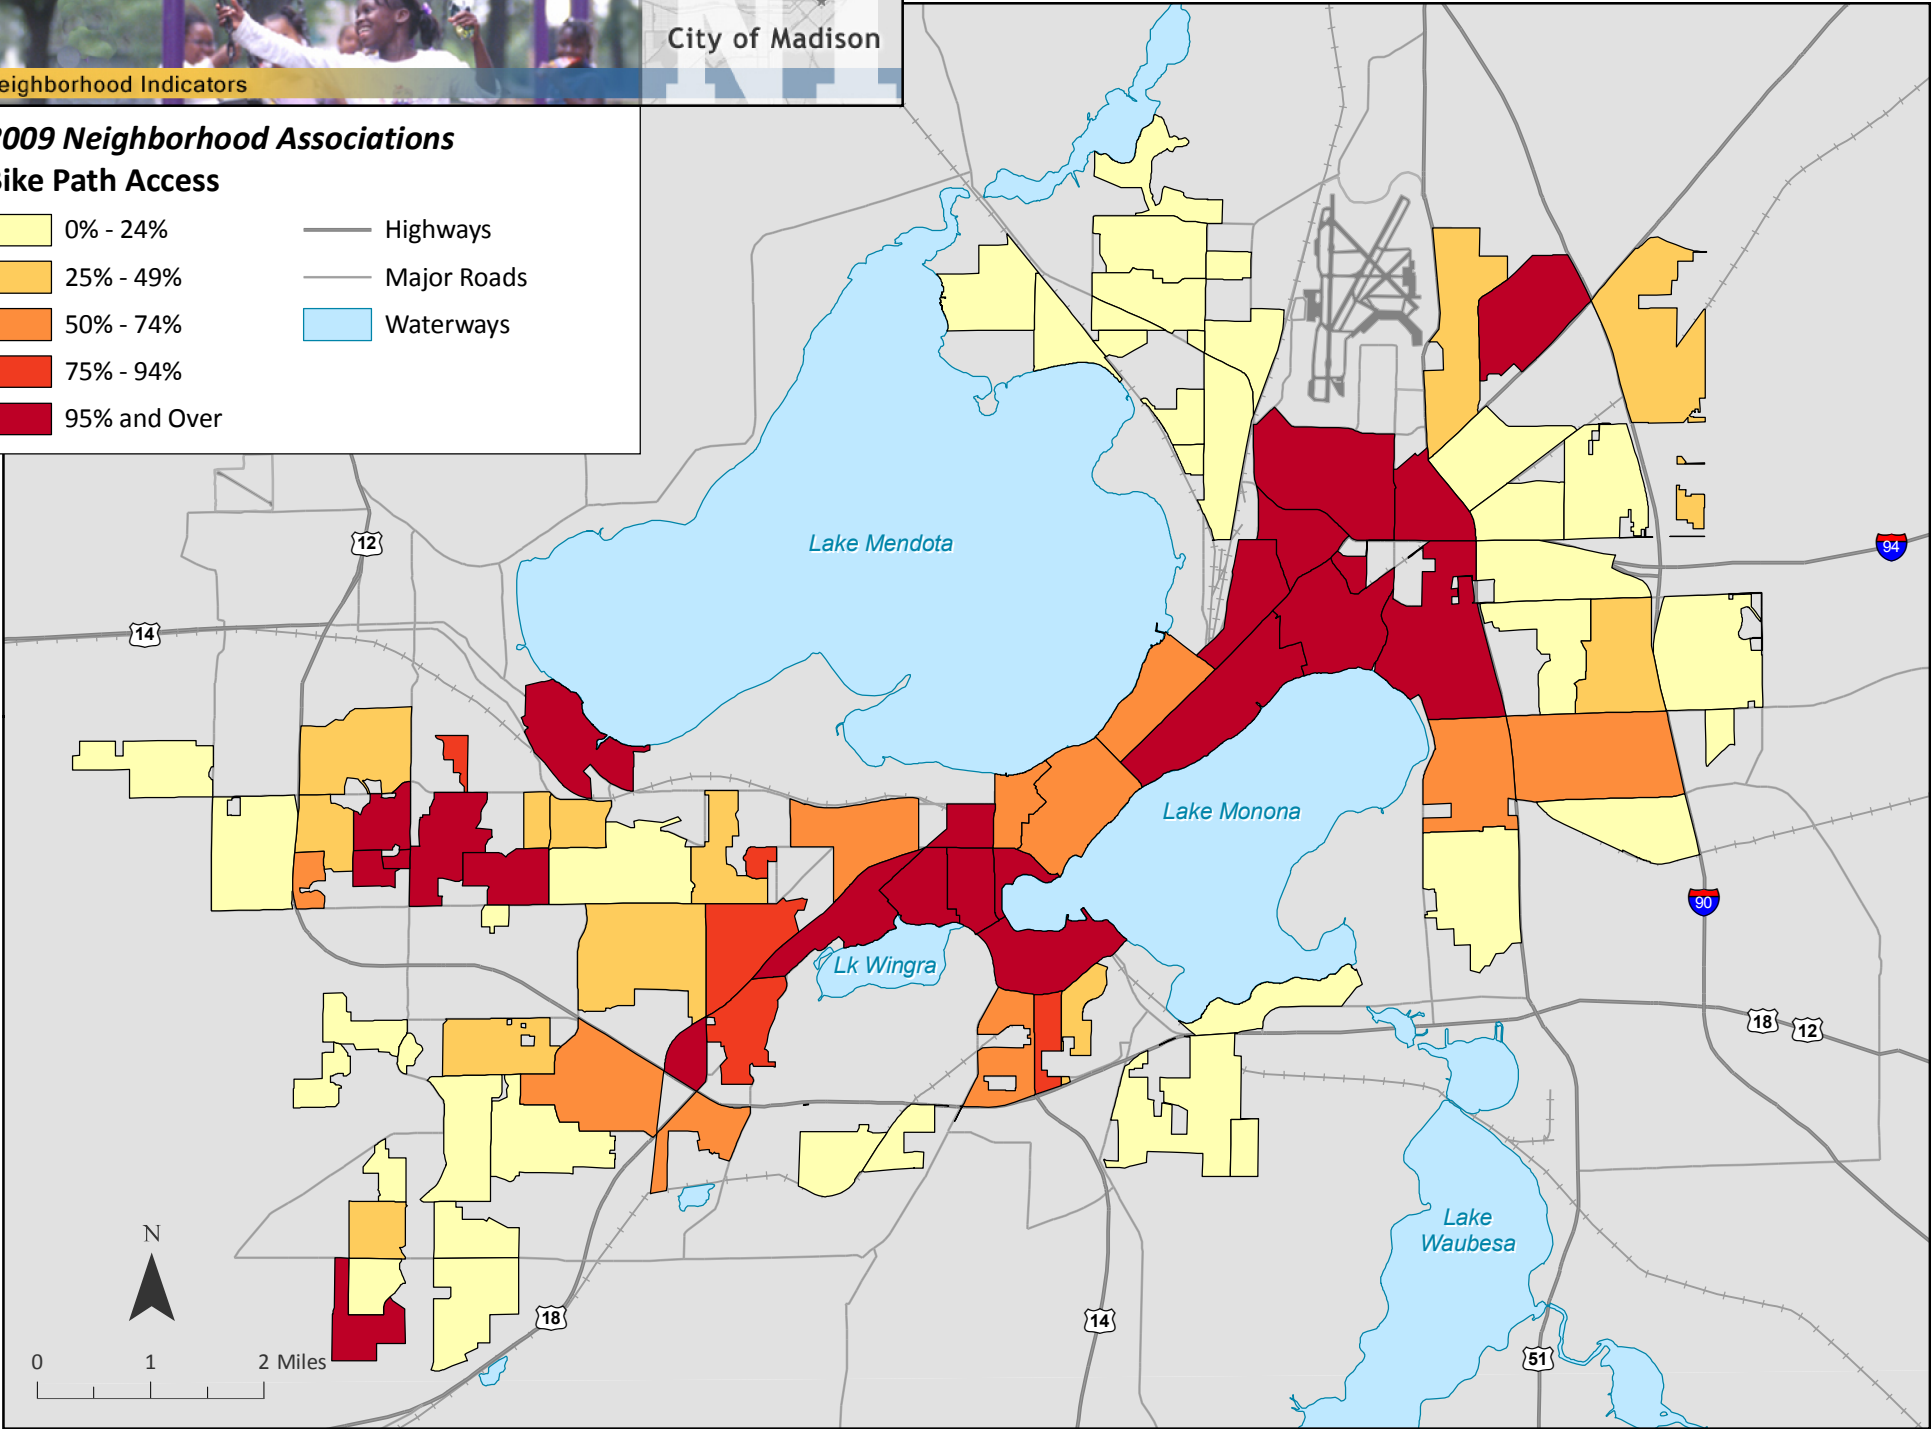 City of Madison
eighborhood Indicators
2009 Neighborhood Associations
Bike Path Access
0% - 24%
Highways
25% - 49%
Major Roads
50% - 74%
Waterways
75% - 94%
95% and Over
12
Lake Mendota
94
14
Lake Monona
90
Lk Wingra
18
12
Lake
Waubesa
N
18
14
51
0 1 2 Miles